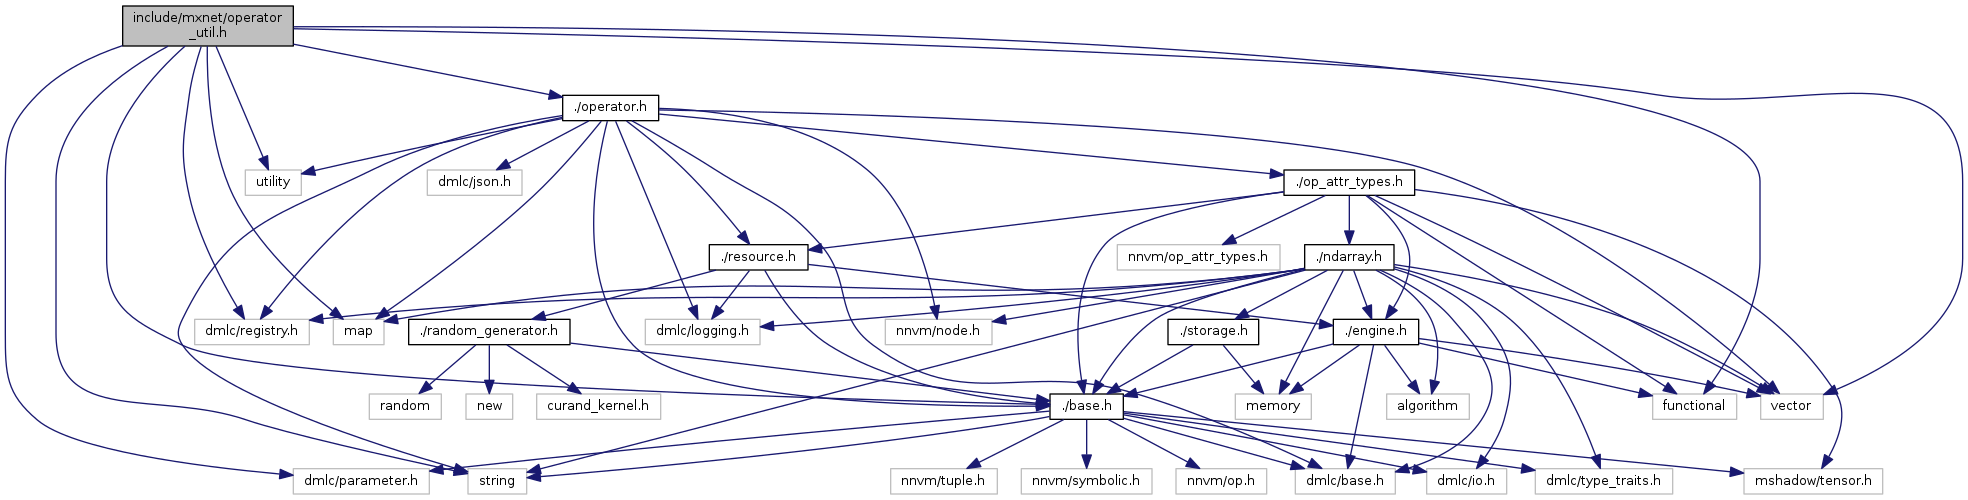 include/mxnet/operator
_util.h
./operator.h
utility
dmlc/json.h
./op_attr_types.h
./resource.h
nnvm/op_attr_types.h
./ndarray.h
dmlc/registry.h
map
./random_generator.h
dmlc/logging.h
nnvm/node.h
./storage.h
./engine.h
random
new
curand_kernel.h
./base.h
memory
algorithm
functional
vector
dmlc/parameter.h
string
nnvm/tuple.h
nnvm/symbolic.h
nnvm/op.h
dmlc/base.h
dmlc/io.h
dmlc/type_traits.h
mshadow/tensor.h